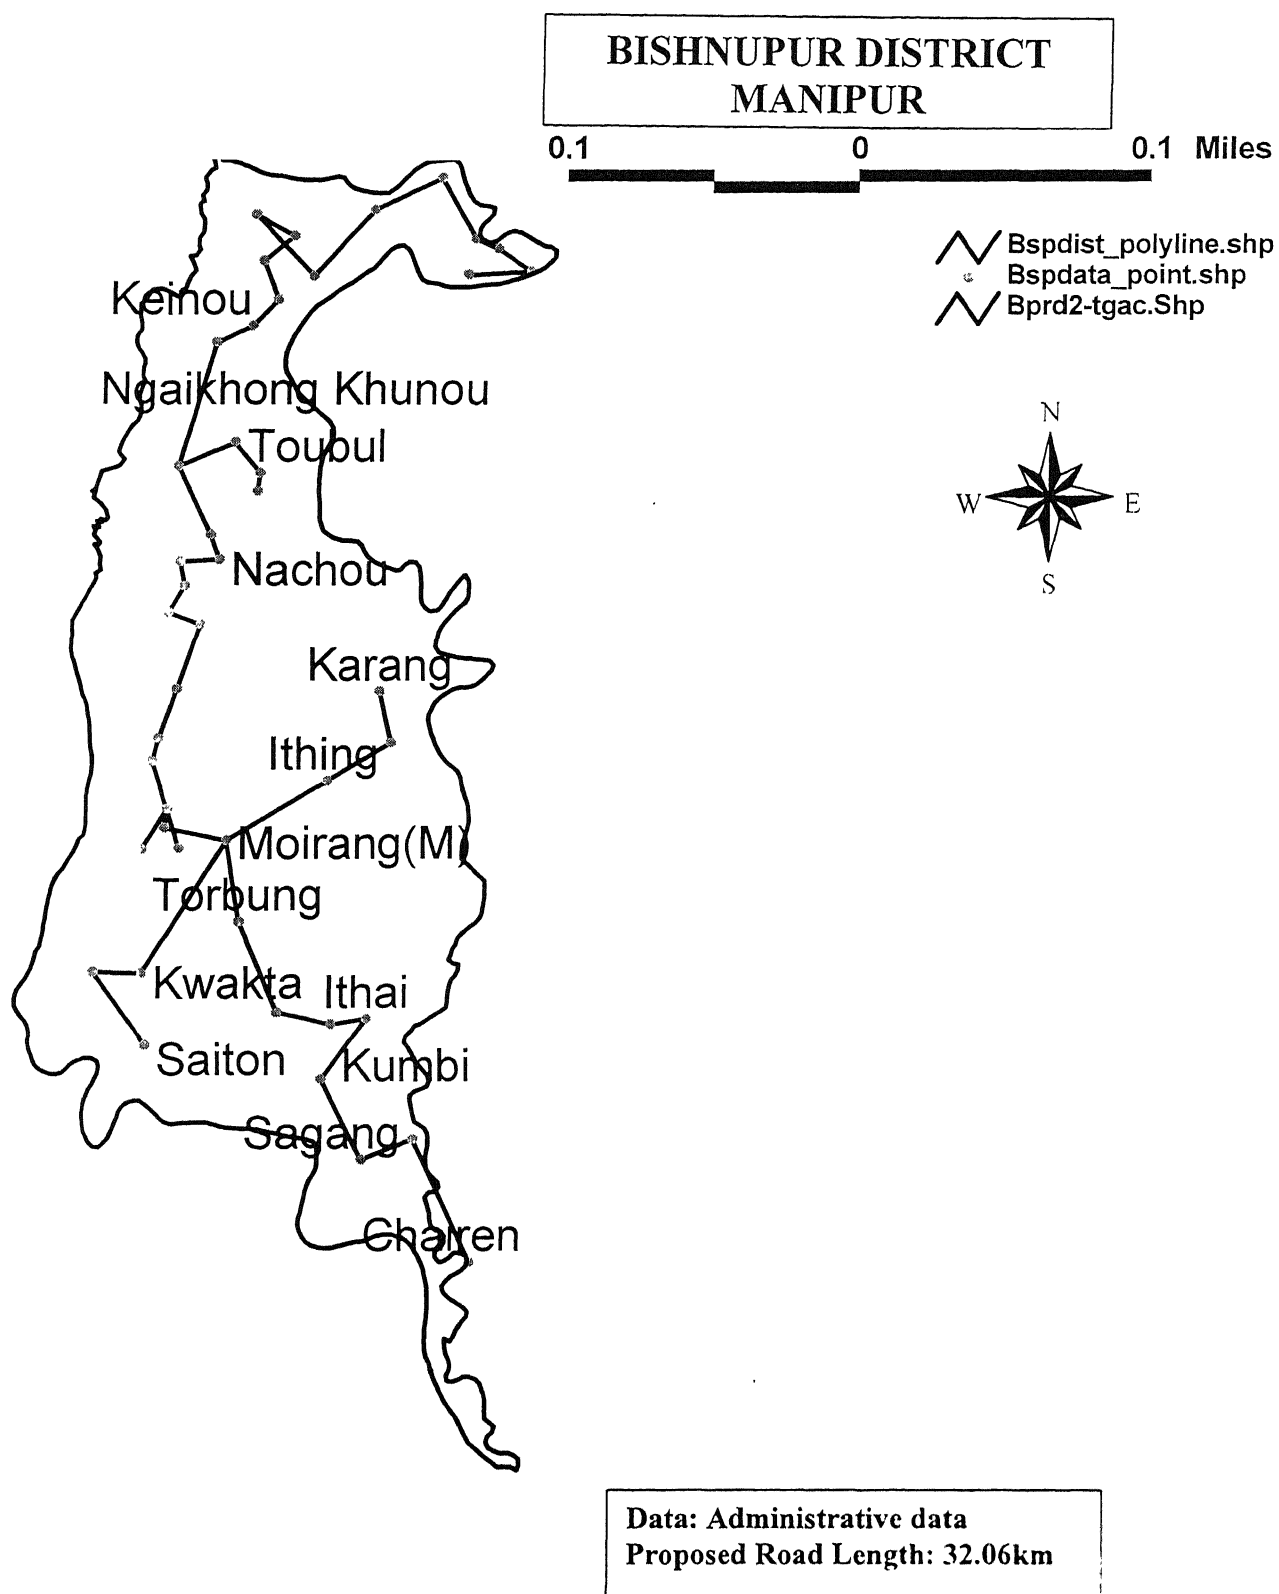 BISHNUPUR DISTRICT
MANIPUR
0.1 0 0.1 Miles
Bspdist_polyline.shp
Bspdata_point.shp
Bprd2-tgac.Shp
Keinou
Ngaikhong Khunou
Toubul
N
W E
S
Nachou
Karang
Ithing
Moirang(M)
Torbung
Kwakta
Ithai
Saiton
Kumbi
Sagang
Chairen
Data: Administrative data
Proposed Road Length: 32.06km